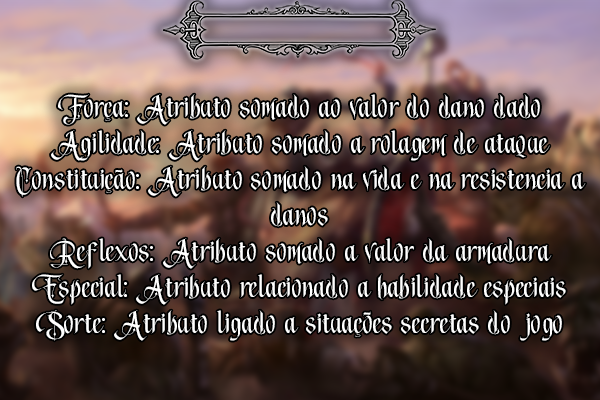 Força: Atributo somado ao valor do dano dado
Agilidade: Atributo somado a rolagem de ataque
Constituição: Atributo somado na vida e na resistencia a
danos
Reflexos: Atributo somado a valor da armadura
Especial: Atributo relacionado a habilidade especiais
Sorte: Atributo ligado a situações secretas do jogo